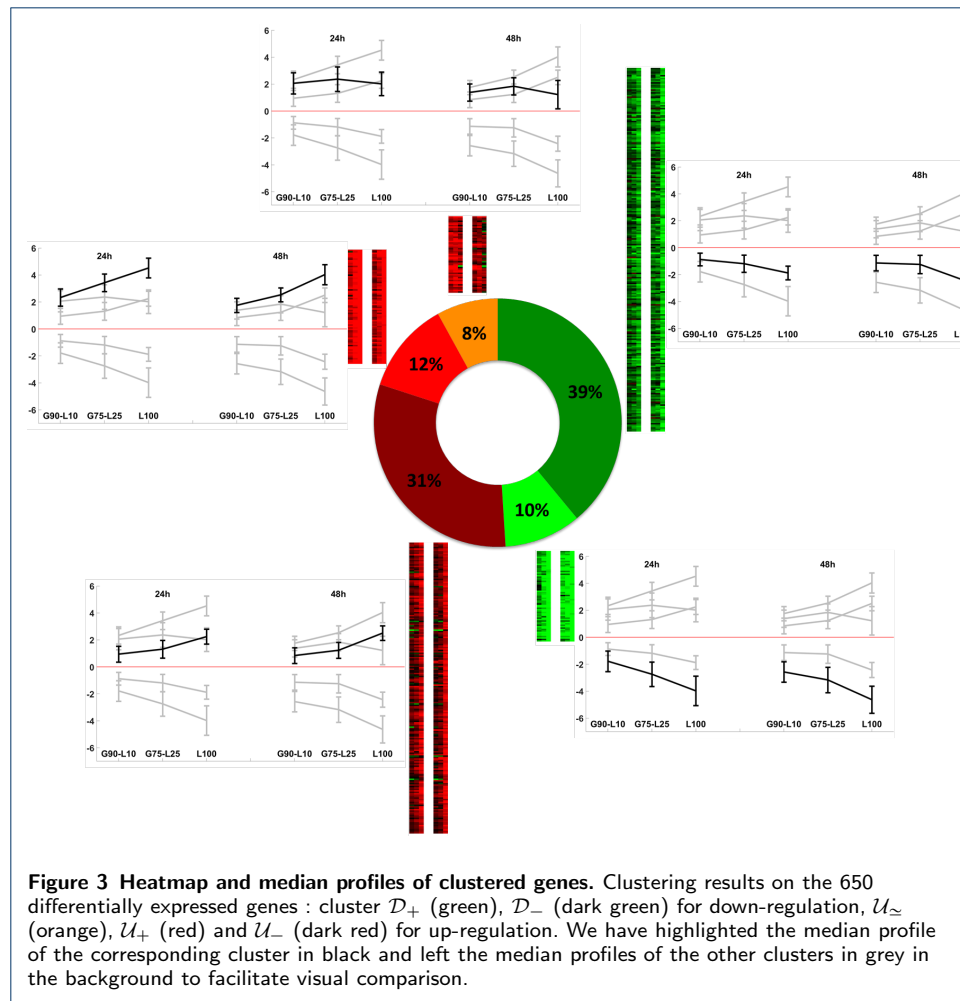 24h 48h
6
4
2
0
-2
-4
-6
G90-L10 G75-L25 L100 G90-L10 G75-L25 L100
24h 48h
6
4
2
0
-2
-4
-6
G90-L10 G75-L25 L100 G90-L10 G75-L25
24h 48h
6
4
2
0
-2
-4
-6
G90-L10 G75-L25 L100 G90-L10 G75-L25 L100
8%
12%
39%
31%
10%
24h 48h
6
4
2
0
-2
-4
-6
G90-L10 G75-L25 L100 G90-L10 G75-L25 L100
24h 48h
6
4
2
0
-2
-4
-6
G90-L10 G75-L25 L100 G90-L10 G75-L25 L100
Figure 3 Heatmap and median profiles of clustered genes. Clustering results on the 650
differentially expressed genes : cluster 𝒟₊ (green), 𝒟₋ (dark green) for down-regulation, 𝒰≃
(orange), 𝒰₊ (red) and 𝒰₋ (dark red) for up-regulation. We have highlighted the median profile
of the corresponding cluster in black and left the median profiles of the other clusters in grey in
the background to facilitate visual comparison.